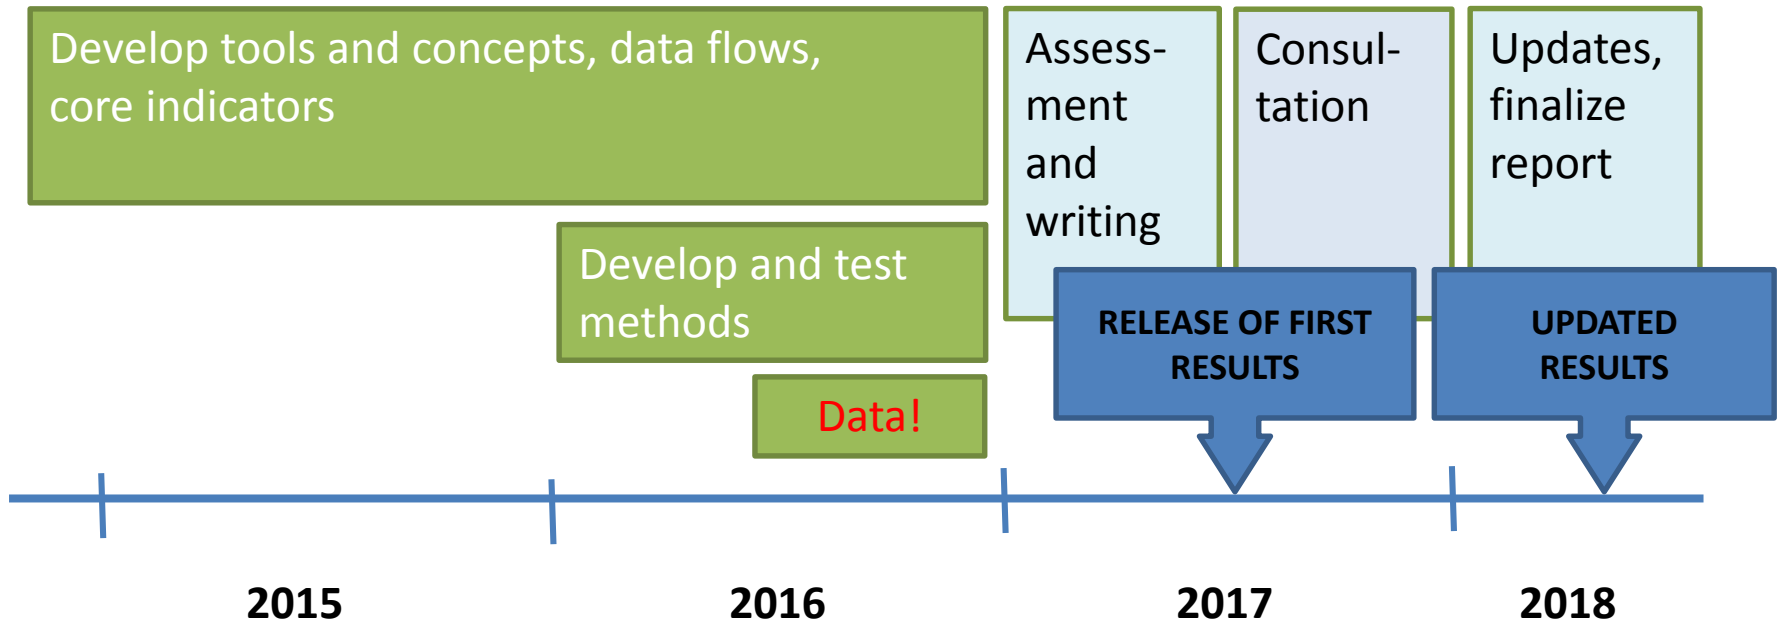 Develop tools and concepts, data flows,
core indicators
Assess-
ment
and
writing
Consul-
tation
Updates,
finalize
report
Develop and test
methods
Data!
RELEASE OF FIRST
RESULTS
UPDATED
RESULTS
2015
2016
2017
2018